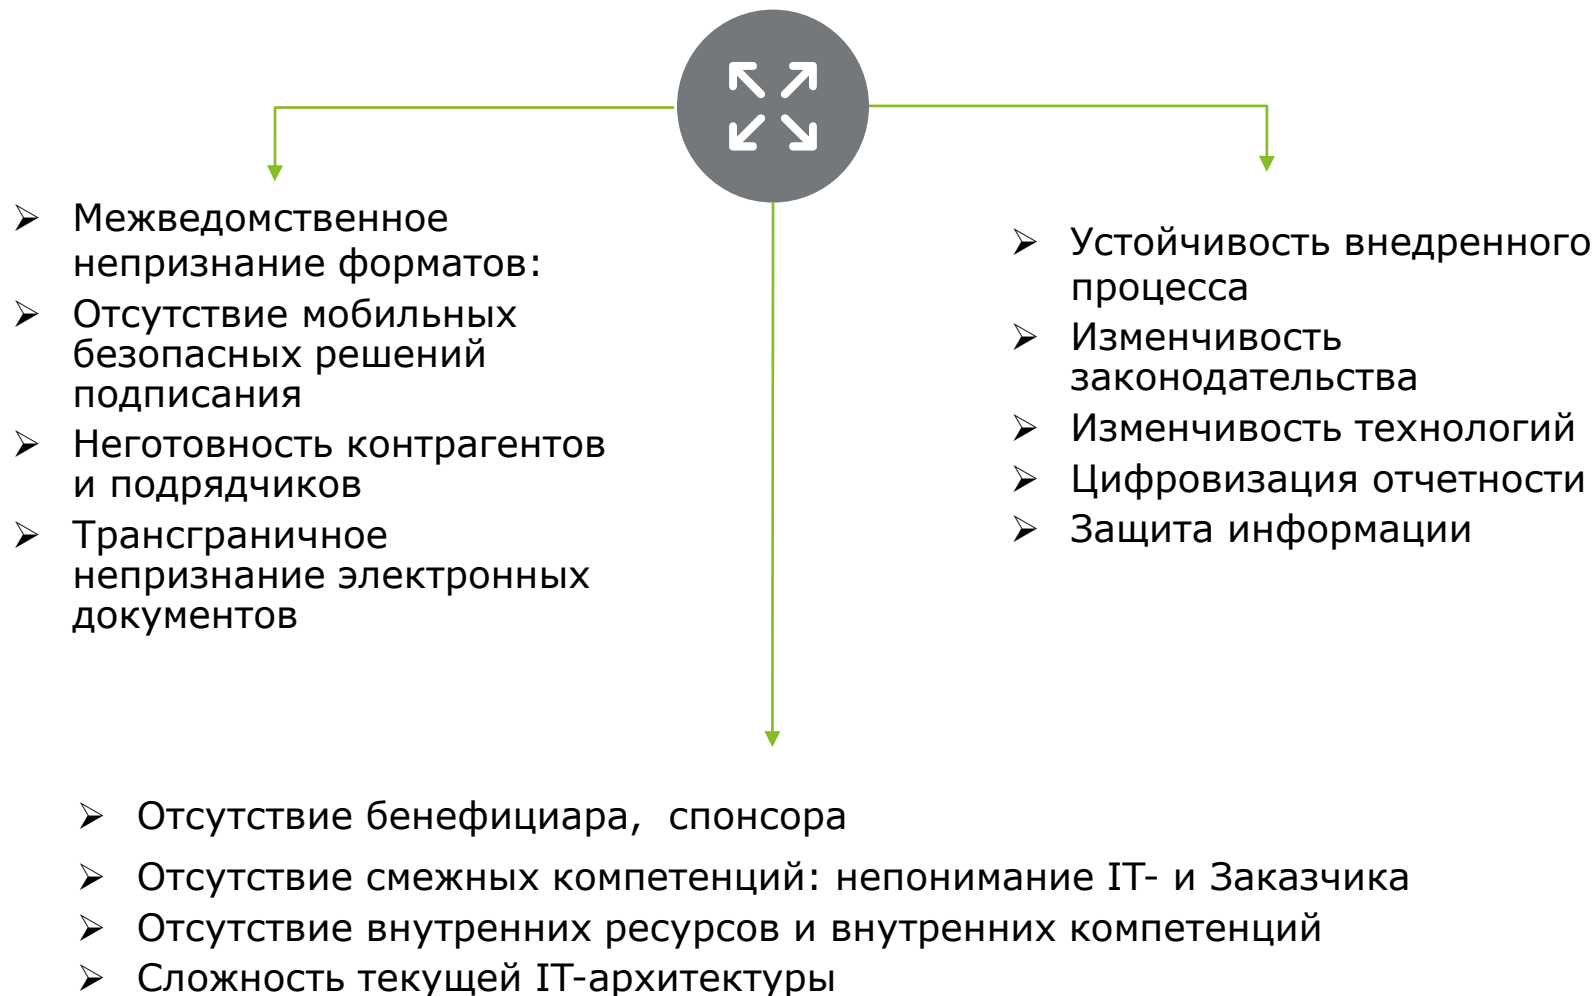 Межведомственное
непризнание форматов:
Отсутствие мобильных
безопасных решений
подписания
Неготовность контрагентов
и подрядчиков
Трансграничное
непризнание электронных
документов
Устойчивость внедренного
процесса
Изменчивость
законодательства
Изменчивость технологий
Цифровизация отчетности
Защита информации
Отсутствие бенефициара, спонсора
Отсутствие смежных компетенций: непонимание IT- и Заказчика
Отсутствие внутренних ресурсов и внутренних компетенций
Сложность текущей IT-архитектуры